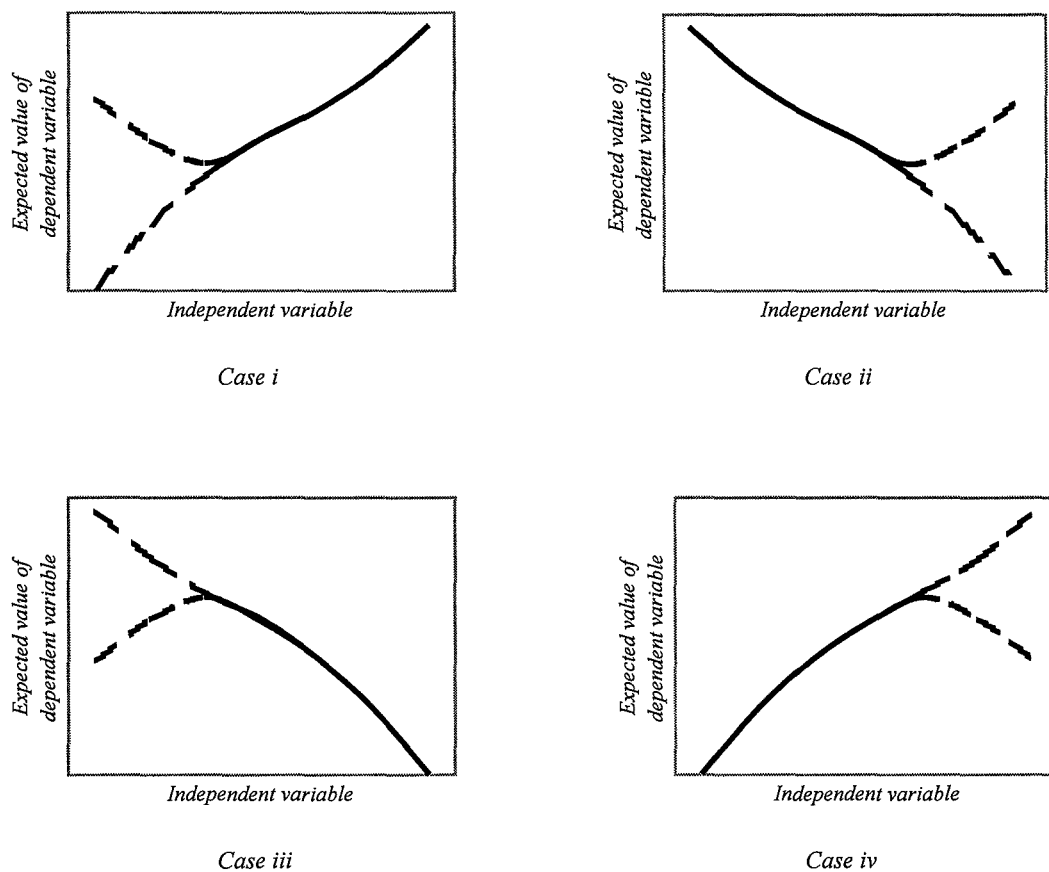 Expected value of
dependent variable
Independent variable
Case i
Expected value of
dependent variable
Independent variable
Case ii
Expected value of
dependent variable
Independent variable
Case iii
Expected value of
dependent variable
Independent variable
Case iv